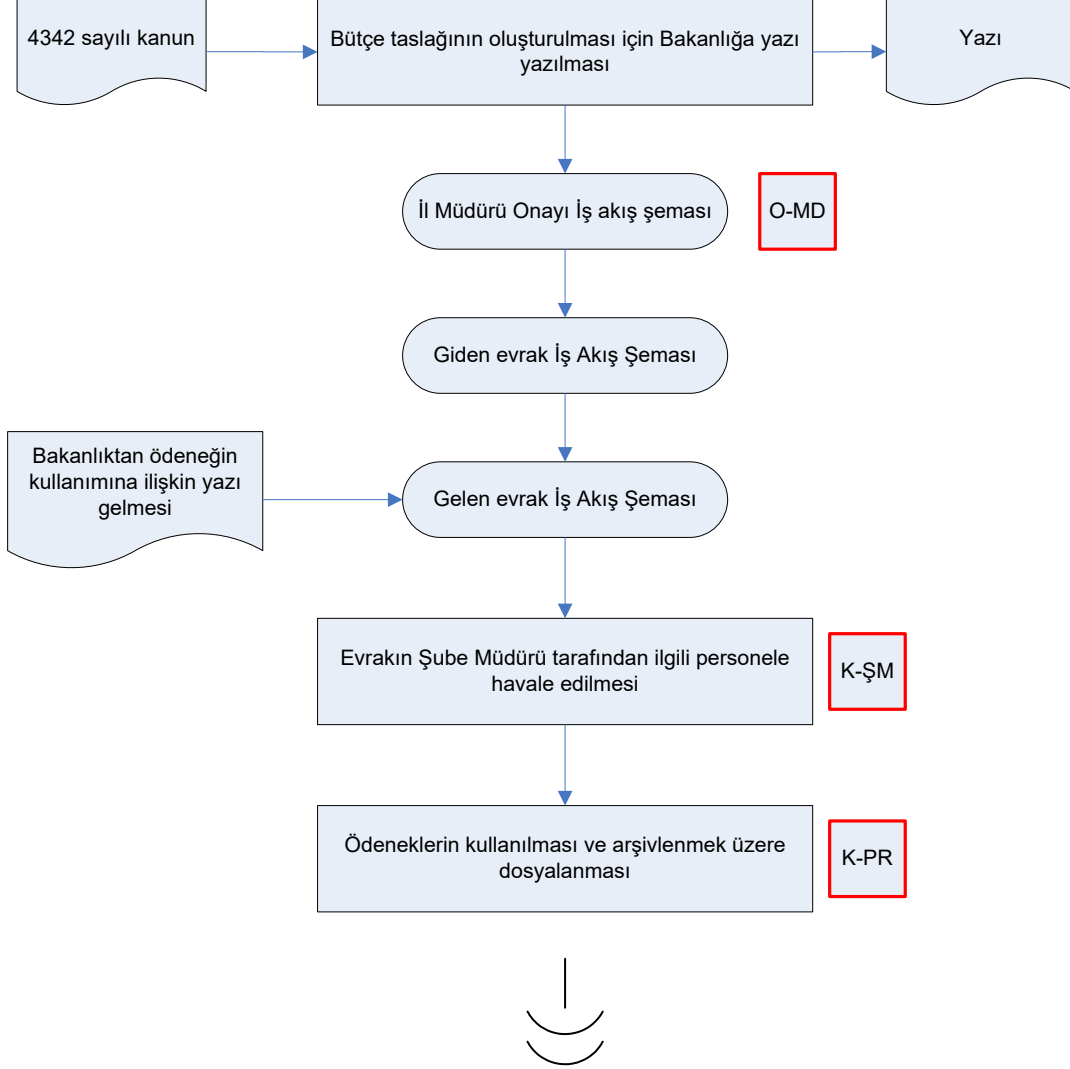 4342 sayılı kanun
Bütçe taslağının oluşturulması için Bakanlığa yazı
yazılması
Yazı
İl Müdürü Onayı İş akış şeması
O-MD
Giden evrak İş Akış Şeması
Bakanlıktan ödeneğin
kullanımına ilişkin yazı
gelmesi
Gelen evrak İş Akış Şeması
Evrakın Şube Müdürü tarafından ilgili personele
havale edilmesi
K-ŞM
Ödeneklerin kullanılması ve arşivlenmek üzere
dosyalanması
K-PR